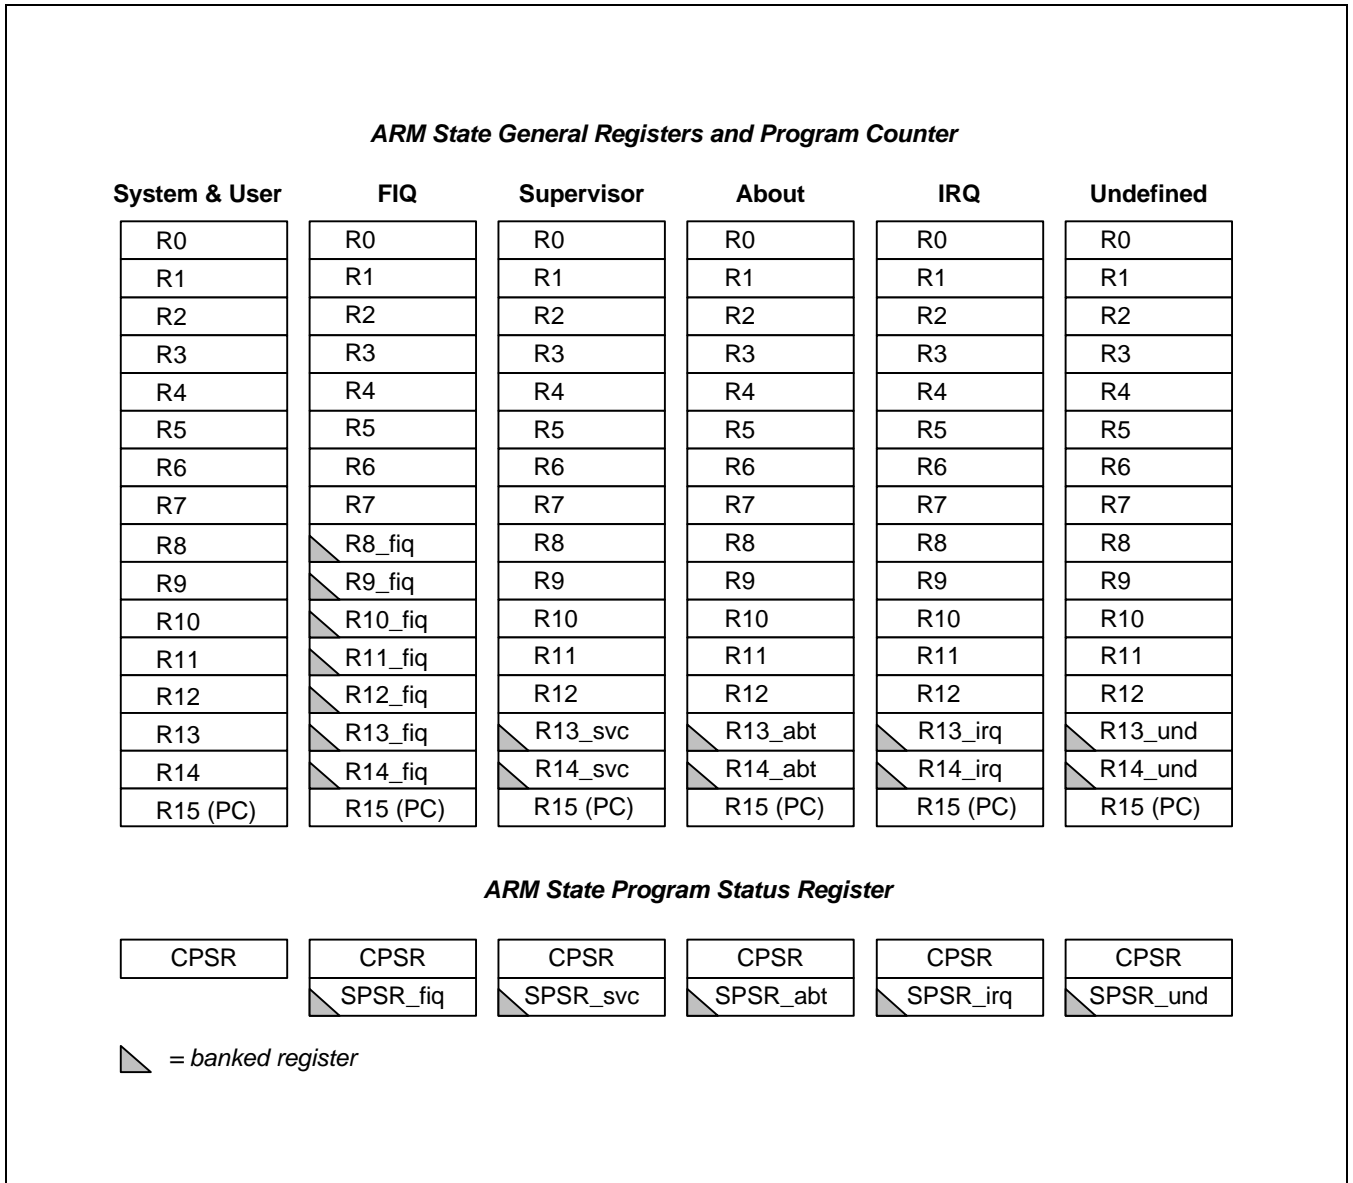 ARM State General Registers and Program Counter
System & User FIQ Supervisor About IRQ Undefined
R0 R0 R0 R0 R0 R0
R1 R1 R1 R1 R1 R1
R2 R2 R2 R2 R2 R2
R3 R3 R3 R3 R3 R3
R4 R4 R4 R4 R4 R4
R5 R5 R5 R5 R5 R5
R6 R6 R6 R6 R6 R6
R7 R7 R7 R7 R7 R7
R8 R8_fiq R8 R8 R8 R8
R9 R9_fiq R9 R9 R9 R9
R10 R10_fiq R10 R10 R10 R10
R11 R11_fiq R11 R11 R11 R11
R12 R12_fiq R12 R12 R12 R12
R13 R13_fiq R13_svc R13_abt R13_irq R13_und
R14 R14_fiq R14_svc R14_abt R14_irq R14_und
R15 (PC) R15 (PC) R15 (PC) R15 (PC) R15 (PC) R15 (PC)
ARM State Program Status Register
CPSR CPSR CPSR CPSR CPSR CPSR
SPSR_fiq SPSR_svc SPSR_abt SPSR_irq SPSR_und
= banked register